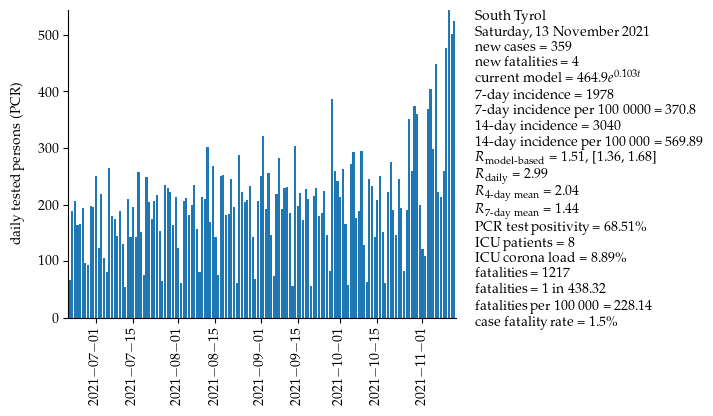 South Tyrol
Saturday, 13 November 2021
new cases = 359
new fatalities = 4
current model = 464.9e^0.103t
7-day incidence = 1978
7-day incidence per 100 0000 = 370.8
14-day incidence = 3040
14-day incidence per 100 000 = 569.89
R_model-based = 1.51, [1.36, 1.68]
R_daily = 2.99
R_4-day mean = 2.04
R_7-day mean = 1.44
PCR test positivity = 68.51%
ICU patients = 8
ICU corona load = 8.89%
fatalities = 1217
fatalities = 1 in 438.32
fatalities per 100 000 = 228.14
case fatality rate = 1.5%
daily tested persons (PCR)
500
400
300
200
100
0
2021−07−01
2021−07−15
2021−08−01
2021−08−15
2021−09−01
2021−09−15
2021−10−01
2021−10−15
2021−11−01